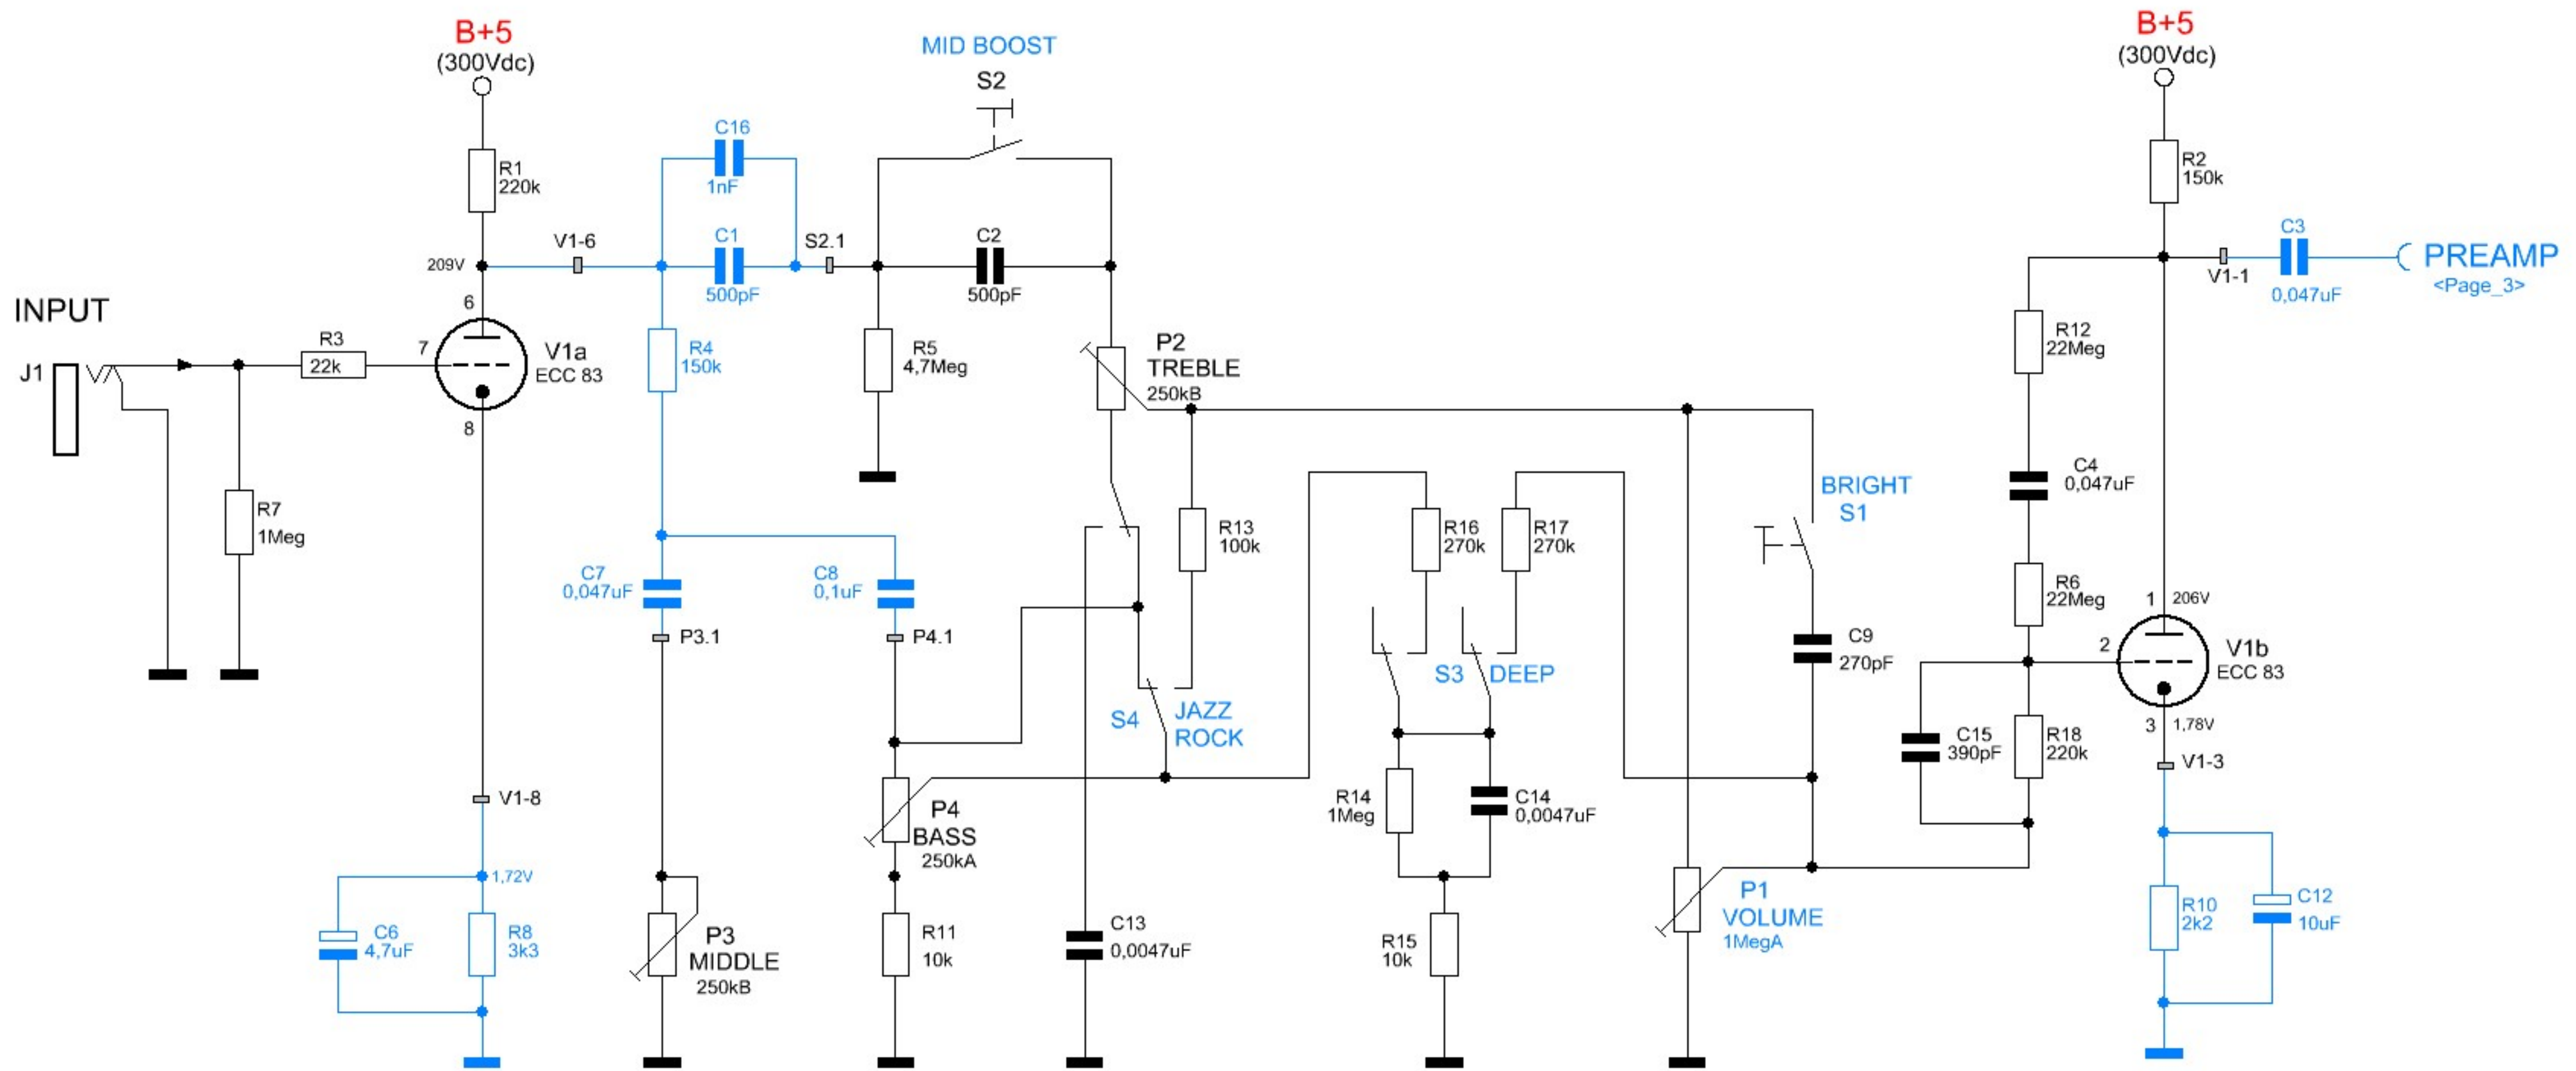 B+5
(300Vdc)
R1
220k
209V
V1-6
6
INPUT
J1
R3
22k
7
V1a
ECC 83
8
R7
1Meg
V1-8
1,72V
C6
4,7uF
R8
3k3
C16
1nF
C1
500pF
S2.1
R4
150k
C7
0,047uF
C8
0,1uF
P3.1
P4.1
P3
MIDDLE
250kB
MID BOOST
S2
C2
500pF
R5
4,7Meg
P2
TREBLE
250kB
R13
100k
S4
JAZZ
ROCK
P4
BASS
250kA
R11
10k
C13
0,0047uF
R16
270k
R17
270k
S3
DEEP
R14
1Meg
C14
0,0047uF
R15
10k
BRIGHT
S1
C9
270pF
P1
VOLUME
1MegA
B+5
(300Vdc)
R2
150k
V1-1
C3
0,047uF
PREAMP
<Page_3>
R12
22Meg
C4
0,047uF
R6
22Meg
1
206V
2
V1b
ECC 83
3
1,78V
V1-3
C15
390pF
R18
220k
R10
2k2
C12
10uF